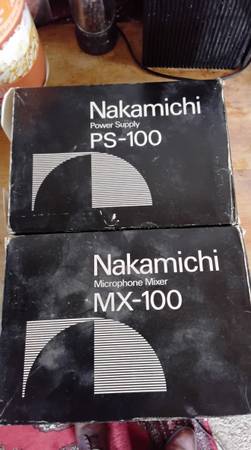 Nakamichi
Power Supply
PS-100
Nakamichi
Microphone Mixer
MX-100